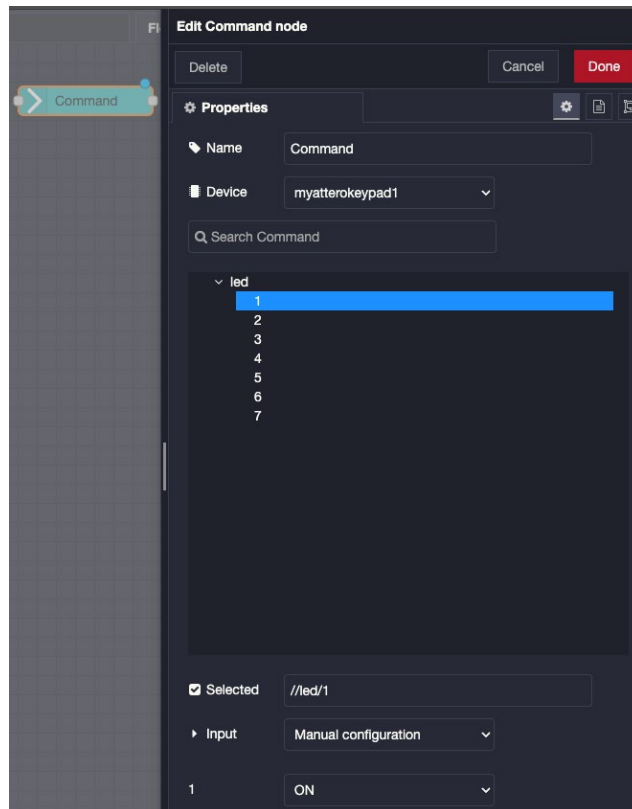 Fl
Edit Command node
Delete
Cancel
Done
Command
Properties
Name
Command
Device
myatterokeypad1
Search Command
led
1
2
3
4
5
6
7
Selected
//led/1
Input
Manual configuration
1
ON